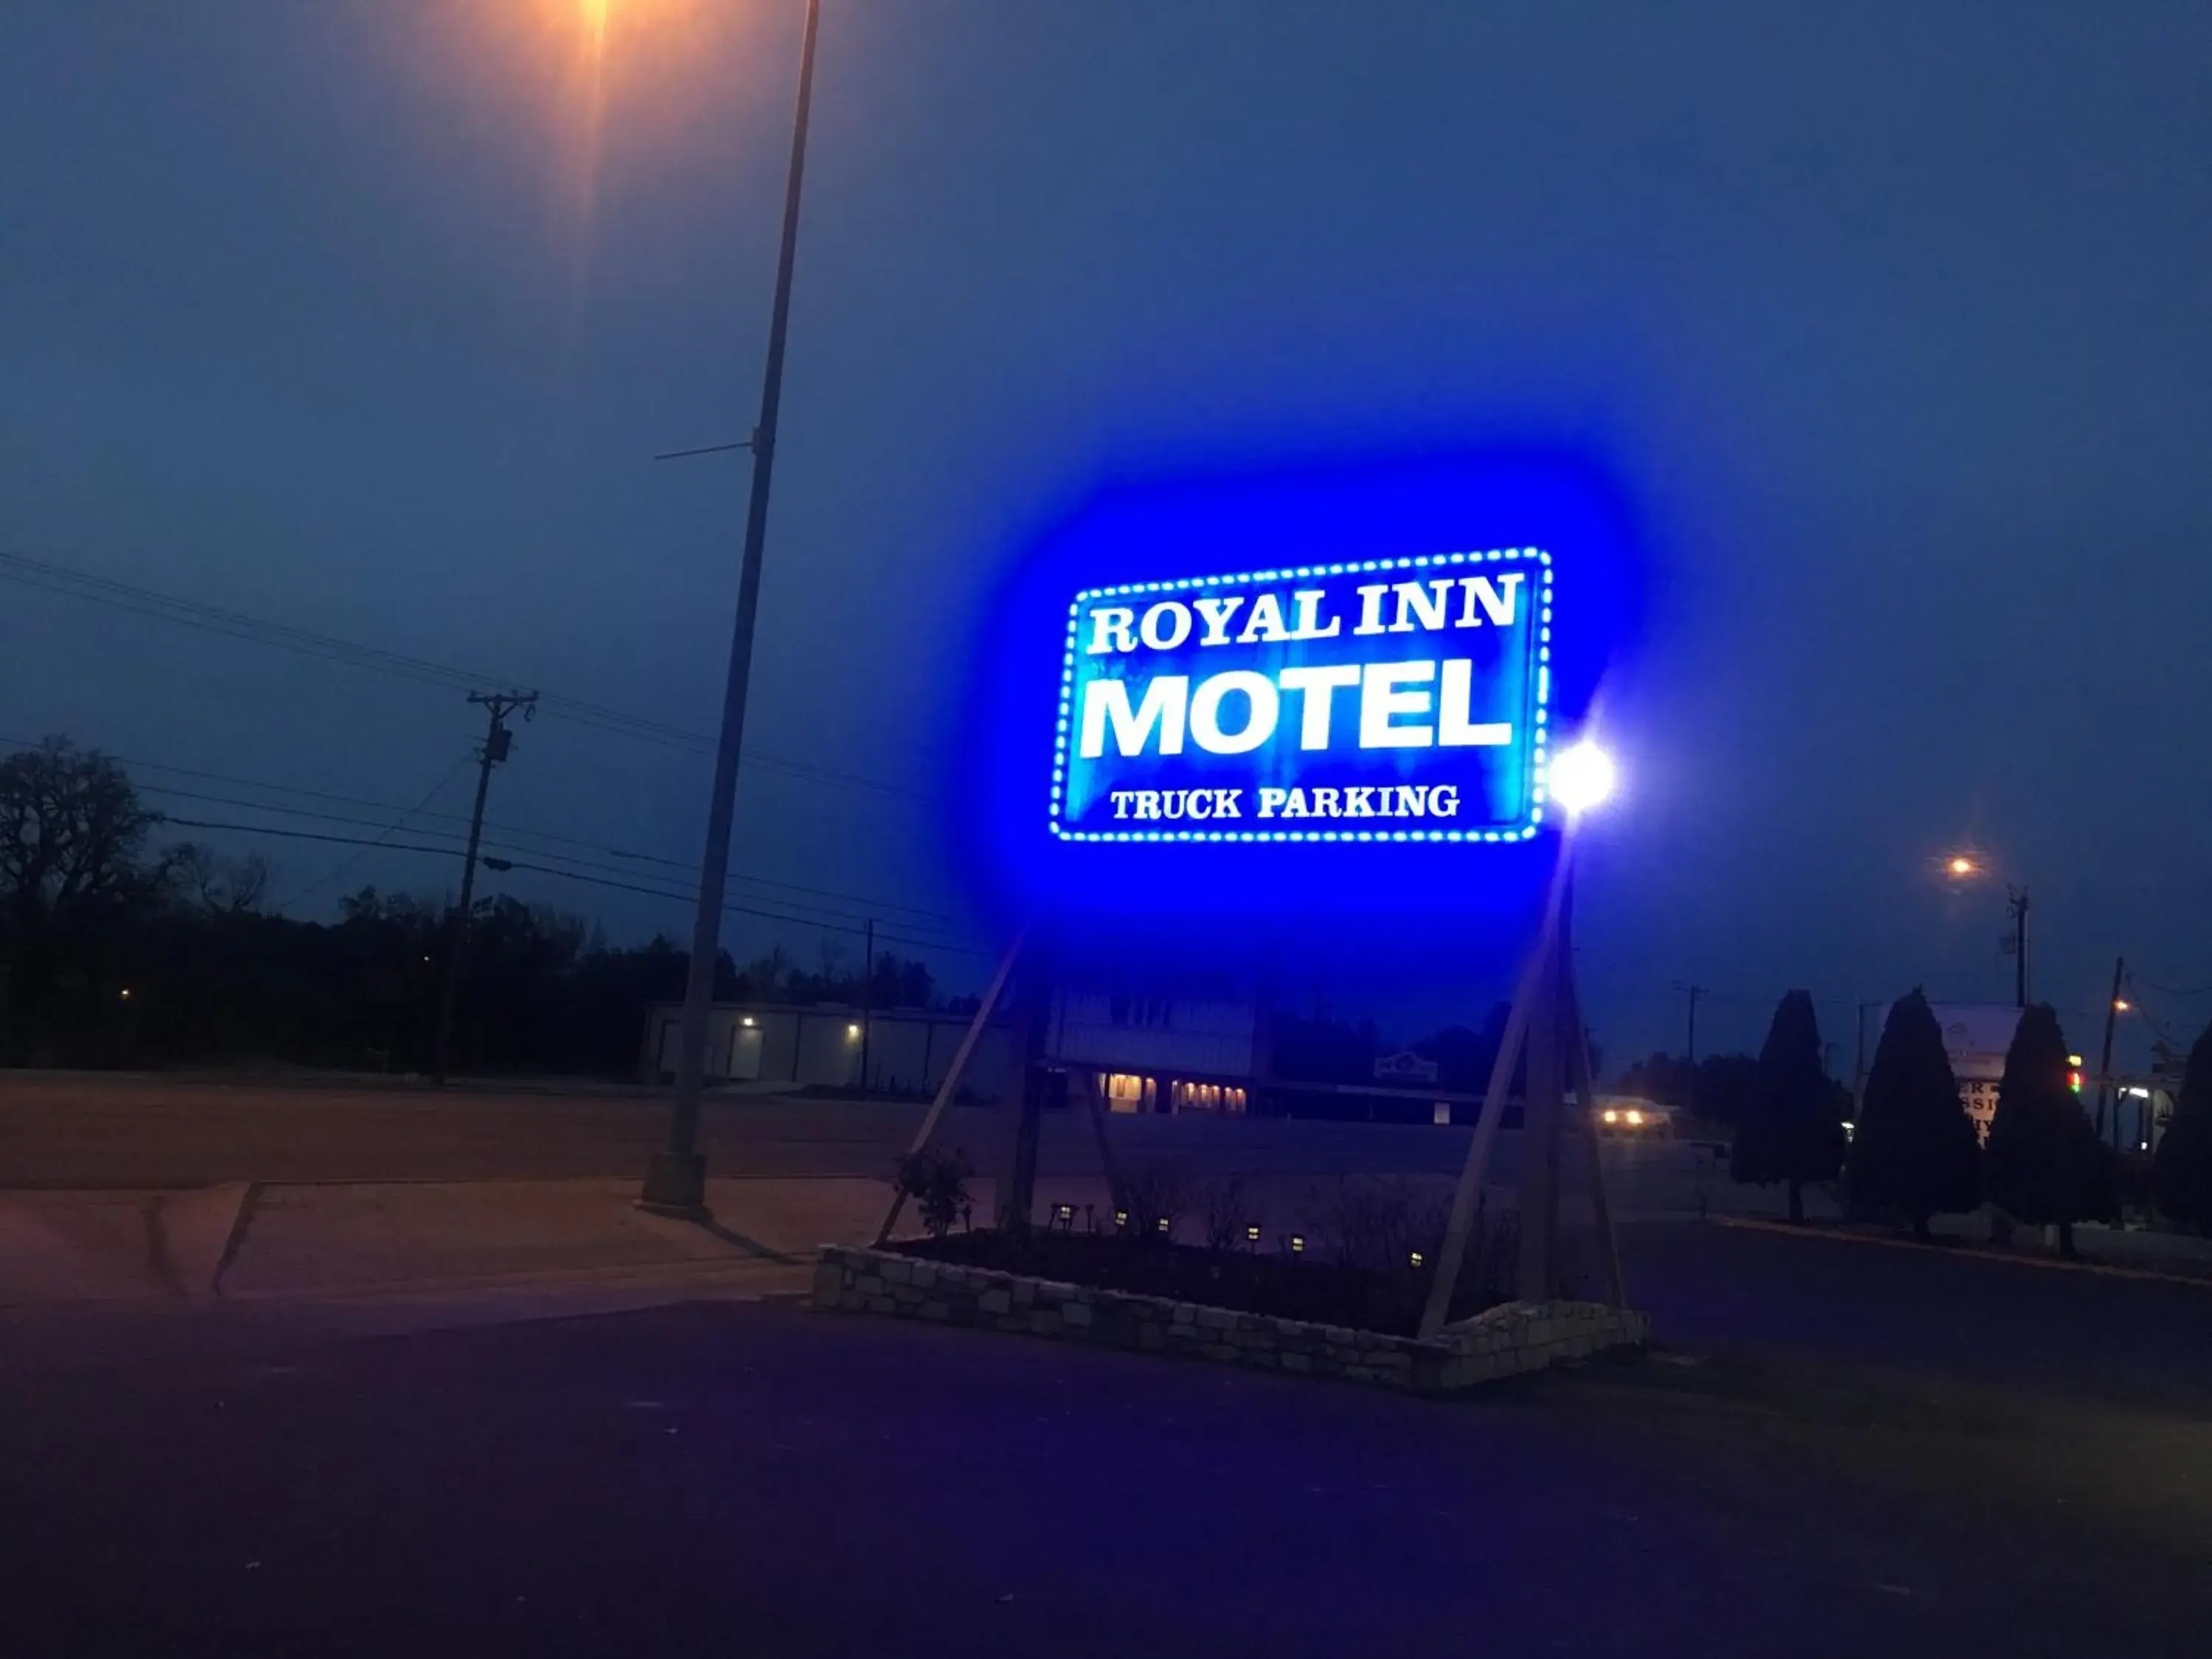 ROYAL INN
MOTEL
TRUCK PARKING